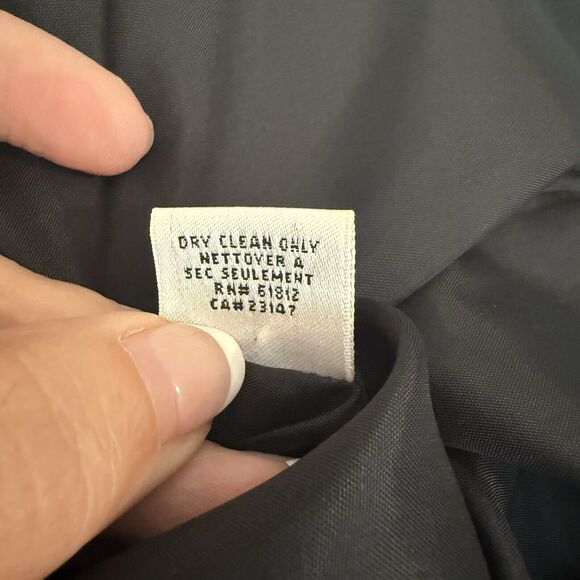 DRY CLEAN ONLY
NETTOYER A
SEC SEULEMENT
RN# 61812
CA# 23107